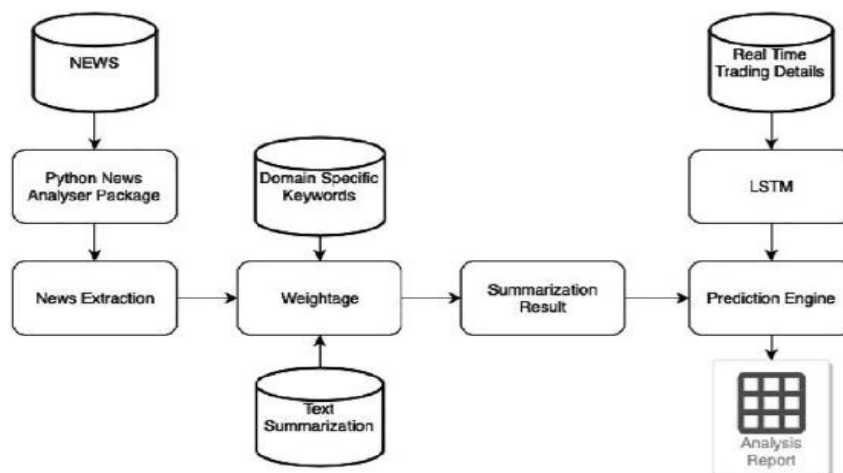 NEWS
Real Time
Trading Details
Python News
Analyser Package
Domain Specific
Keywords
LSTM
News Extraction
Weightage
Summarization
Result
Prediction Engine
Text
Summarization
Analysis
Report